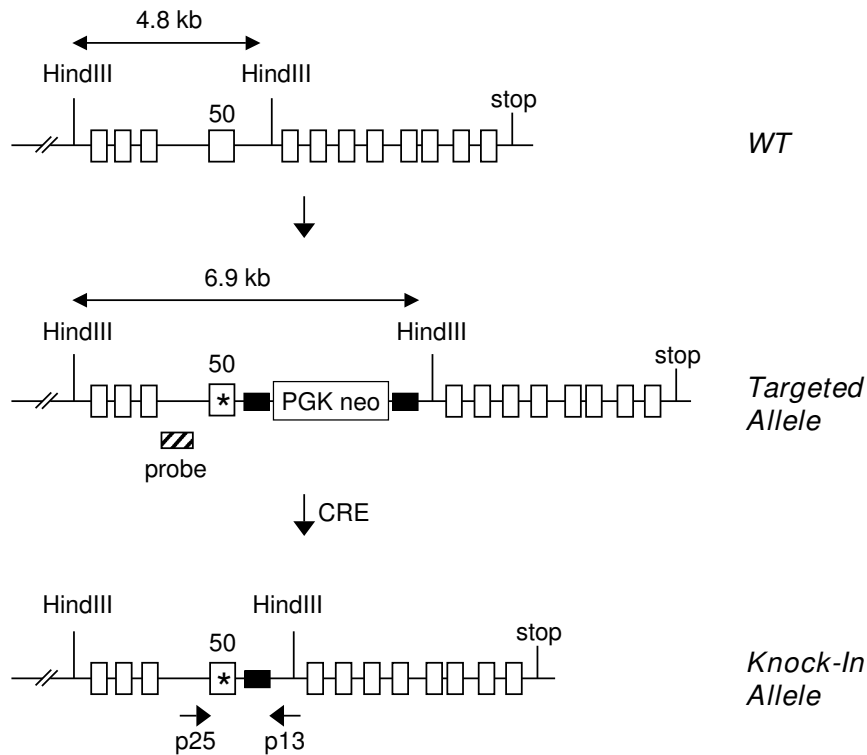 4.8 kb
HindIII HindIII
50 stop
WT
6.9 kb
HindIII HindIII
50 stop
* PGK neo
Targeted
Allele
probe
CRE
HindIII HindIII
50 stop
*
Knock-In
Allele
p25 p13